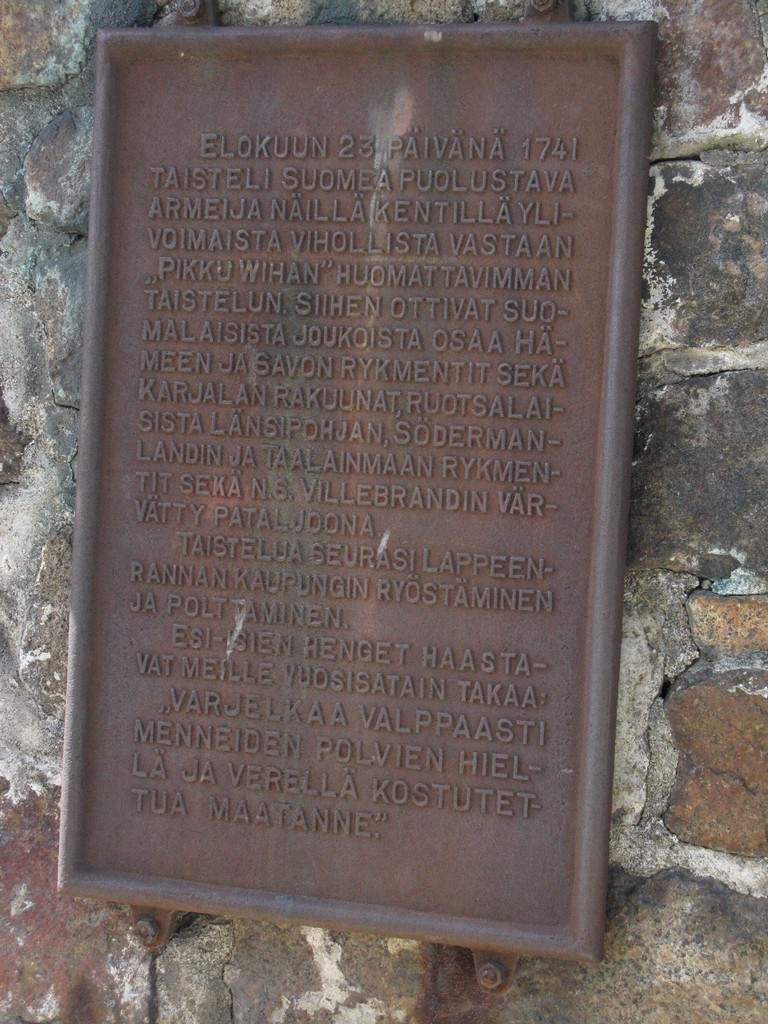 ELOKUUN 23 PÄIVÄNÄ 1741
TAISTELI SUOMEA PUOLUSTAVA
ARMEIJA NÄILLÄ KENTILLÄ YLI-
VOIMAISTA VIHOLLISTA VASTAAN
„PIKKU WIHAN” HUOMATTAVIMMAN
TAISTELUN. SIIHEN OTTIVAT SUO-
MALAISISTA JOUKOISTA OSAA HÄ-
MEEN JA SAVON RYKMENTIT SEKÄ
KARJALAN RAKUUNAT, RUOTSALAI-
SISTA LÄNSIPOHJAN, SÖDERMAN-
LANDIN JA TAALAINMAAN RYKMEN-
TIT SEKÄ N.S. VILLEBRANDIN VÄR-
VÄTTY PATALJOONA.
TAISTELUA SEURASI LAPPEEN-
RANNAN KAUPUNGIN RYÖSTÄMINEN
JA POLTTAMINEN.
ESI-ISIEN HENGET HAASTA-
VAT MEILLE VUOSISATAIN TAKAA:
„VARJELKAA VALPPAASTI
MENNEIDEN POLVIEN HIEL-
LÄ JA VERELLÄ KOSTUTET-
TUA MAATANNE.”